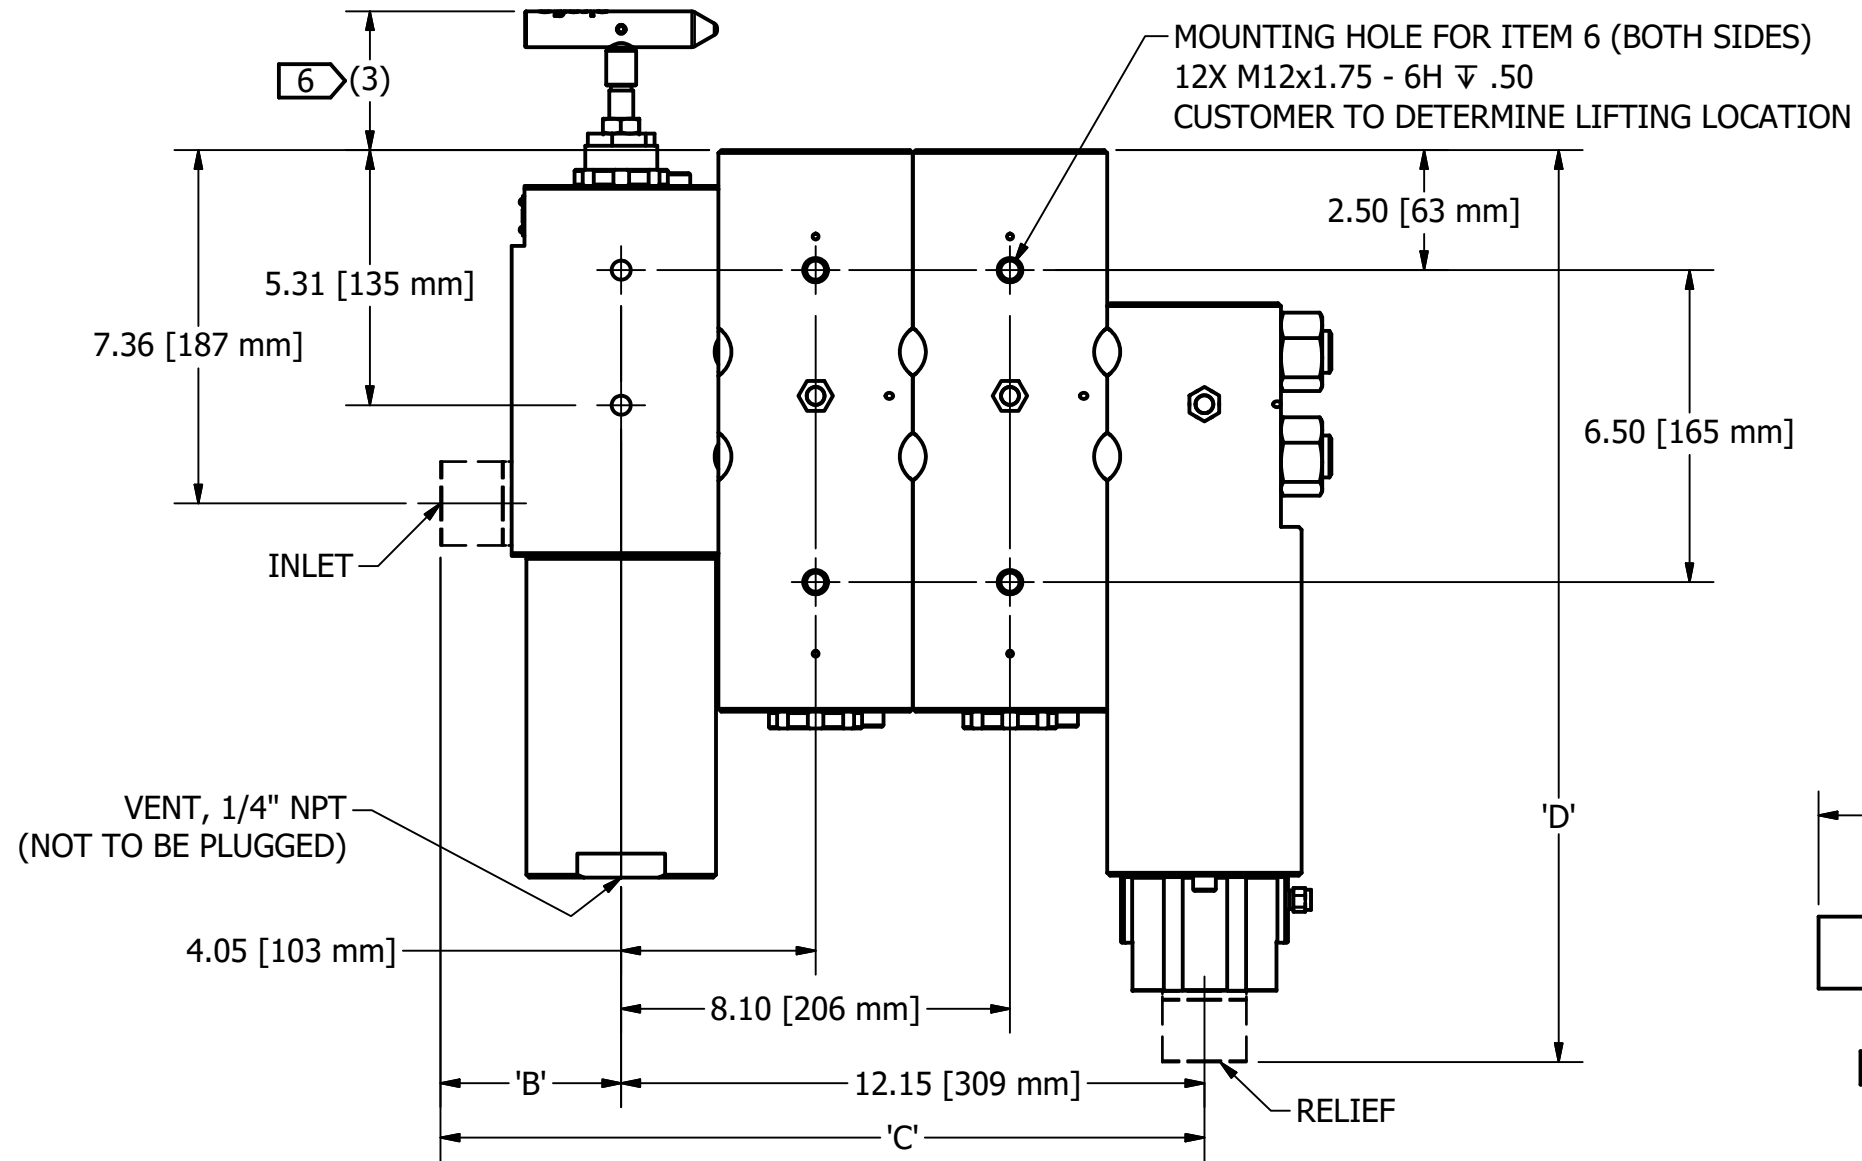 MOUNTING HOLE FOR ITEM 6 (BOTH SIDES)
12X M12x1.75 - 6H ↧ .50
CUSTOMER TO DETERMINE LIFTING LOCATION
6 (3)
2.50 [63 mm]
5.31 [135 mm]
7.36 [187 mm]
6.50 [165 mm]
INLET
VENT, 1/4" NPT
(NOT TO BE PLUGGED)
'D'
4.05 [103 mm]
8.10 [206 mm]
'B'
12.15 [309 mm]
RELIEF
'C'